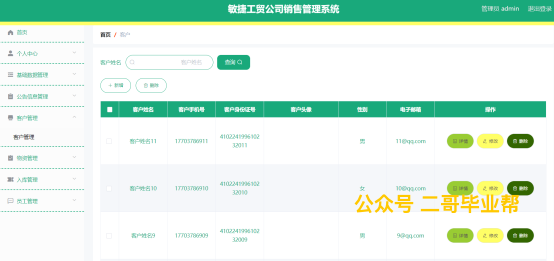 敏捷工贸公司销售管理系统
管理员 admin 退出登录
首页
首页 / 客户
个人中心
客户姓名 客户姓名 查询
基础数据管理
新增 删除
公告信息管理
客户姓名 客户手机号 客户身份证号 客户头像 性别 电子邮箱 操作
客户管理
客户管理
客户姓名11 17703786911 410224199610232011 男 11@qq.com 详情 修改 删除
物资管理
入库管理
客户姓名10 17703786910 410224199610232010 女 10@qq.com 详情 修改 删除
员工管理
公众号 二哥毕业帮
客户姓名9 17703786909 410224199610232009 男 9@qq.com 详情 修改 删除